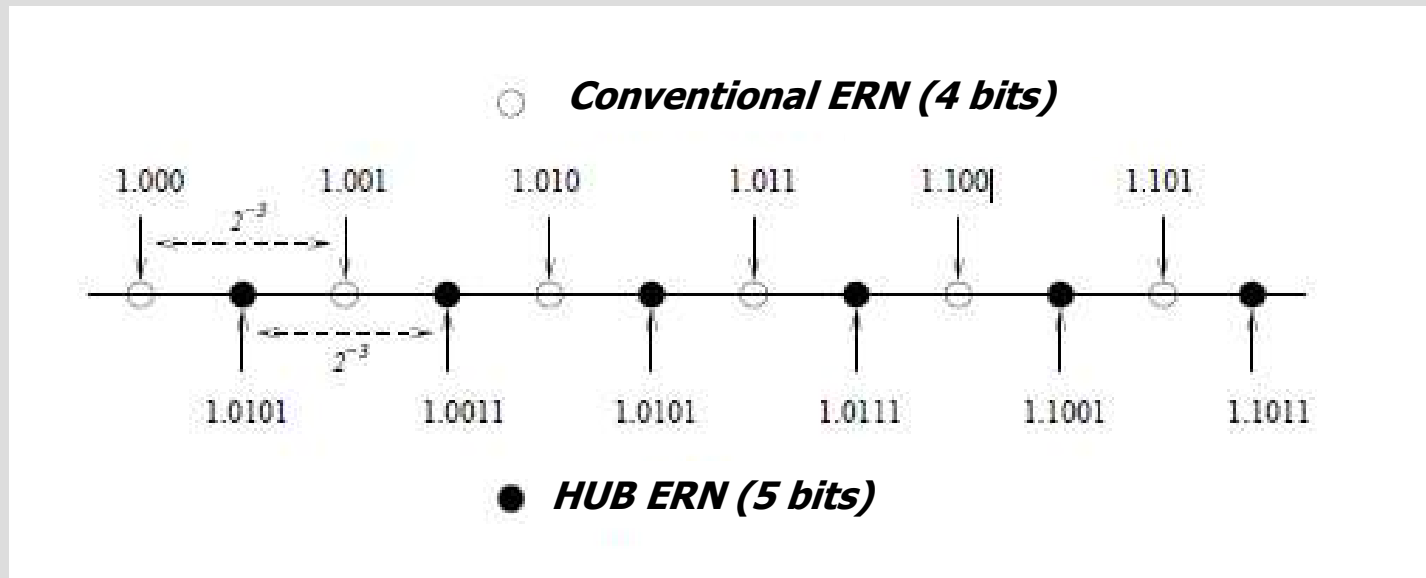 Conventional ERN (4 bits)
1.000 1.001 1.010 1.011 1.100| 1.101
2⁻³
2⁻³
1.0101 1.0011 1.0101 1.0111 1.1001 1.1011
HUB ERN (5 bits)